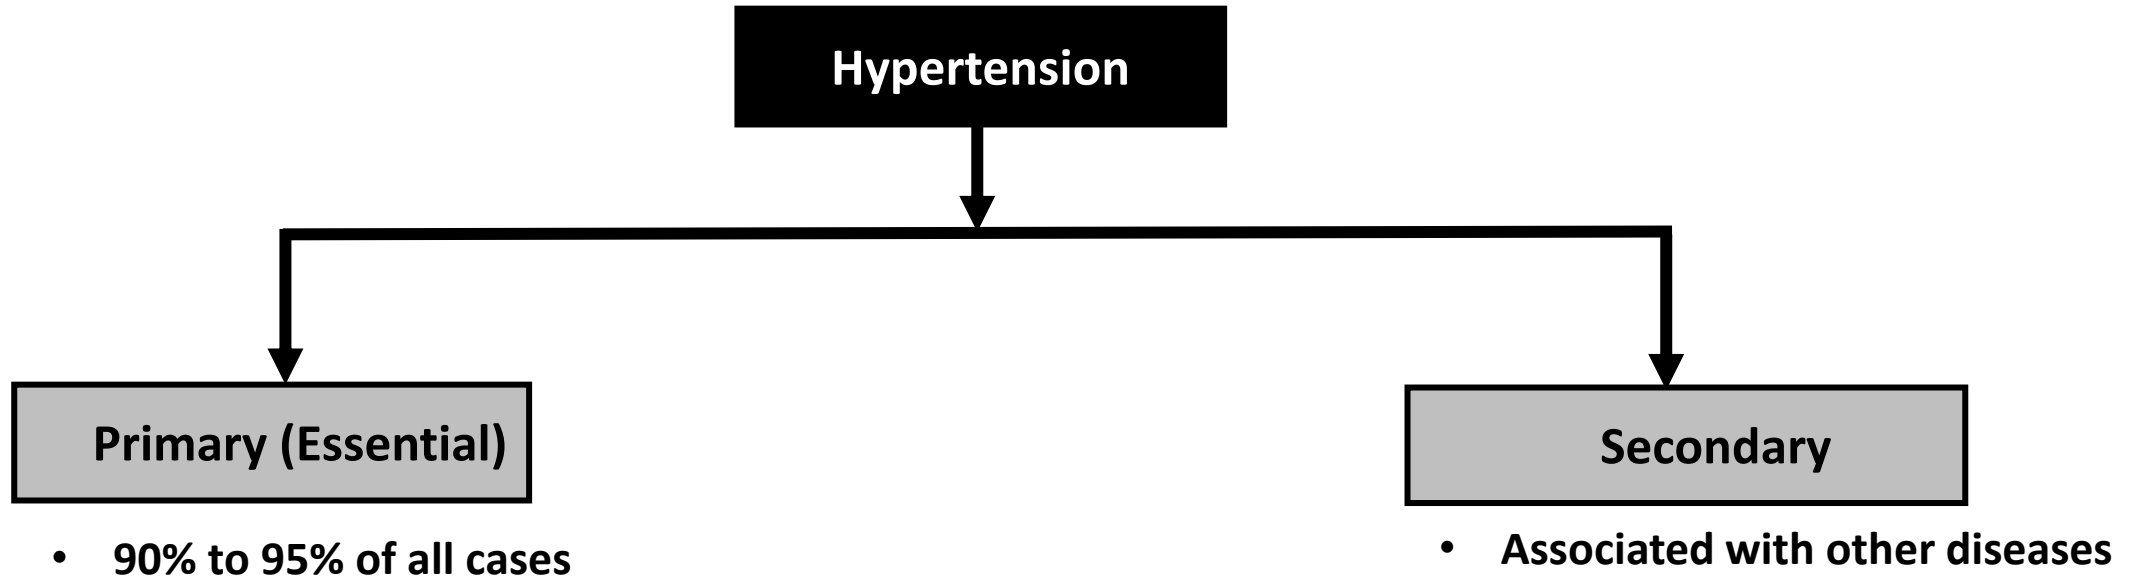 Hypertension
Primary (Essential)
Secondary
• 90% to 95% of all cases
• Associated with other diseases